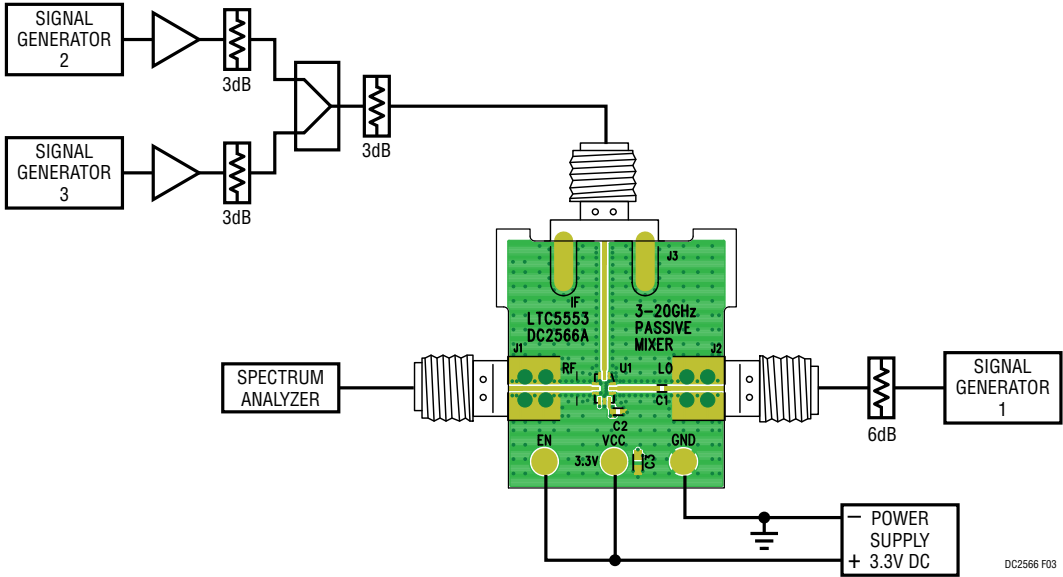 SIGNAL
GENERATOR
2
3dB
3dB
SIGNAL
GENERATOR
3
3dB
J3
IF
LTC5553
DC2566A
3–20GHz
PASSIVE
MIXER
J1
RF
U1
LO
J2
C1
C2
SPECTRUM
ANALYZER
6dB
SIGNAL
GENERATOR
1
EN
VCC
GND
3.3V
C3
– POWER
SUPPLY
+ 3.3V DC
DC2566 F03